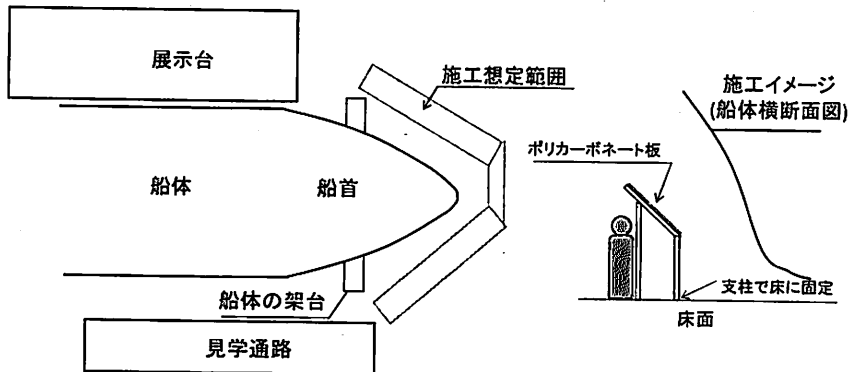 展示台
施工想定範囲
船体
船首
船体の架台
見学通路
施工イメージ
(船体横断面図)
ポリカーボネート板
支柱で床に固定
床面